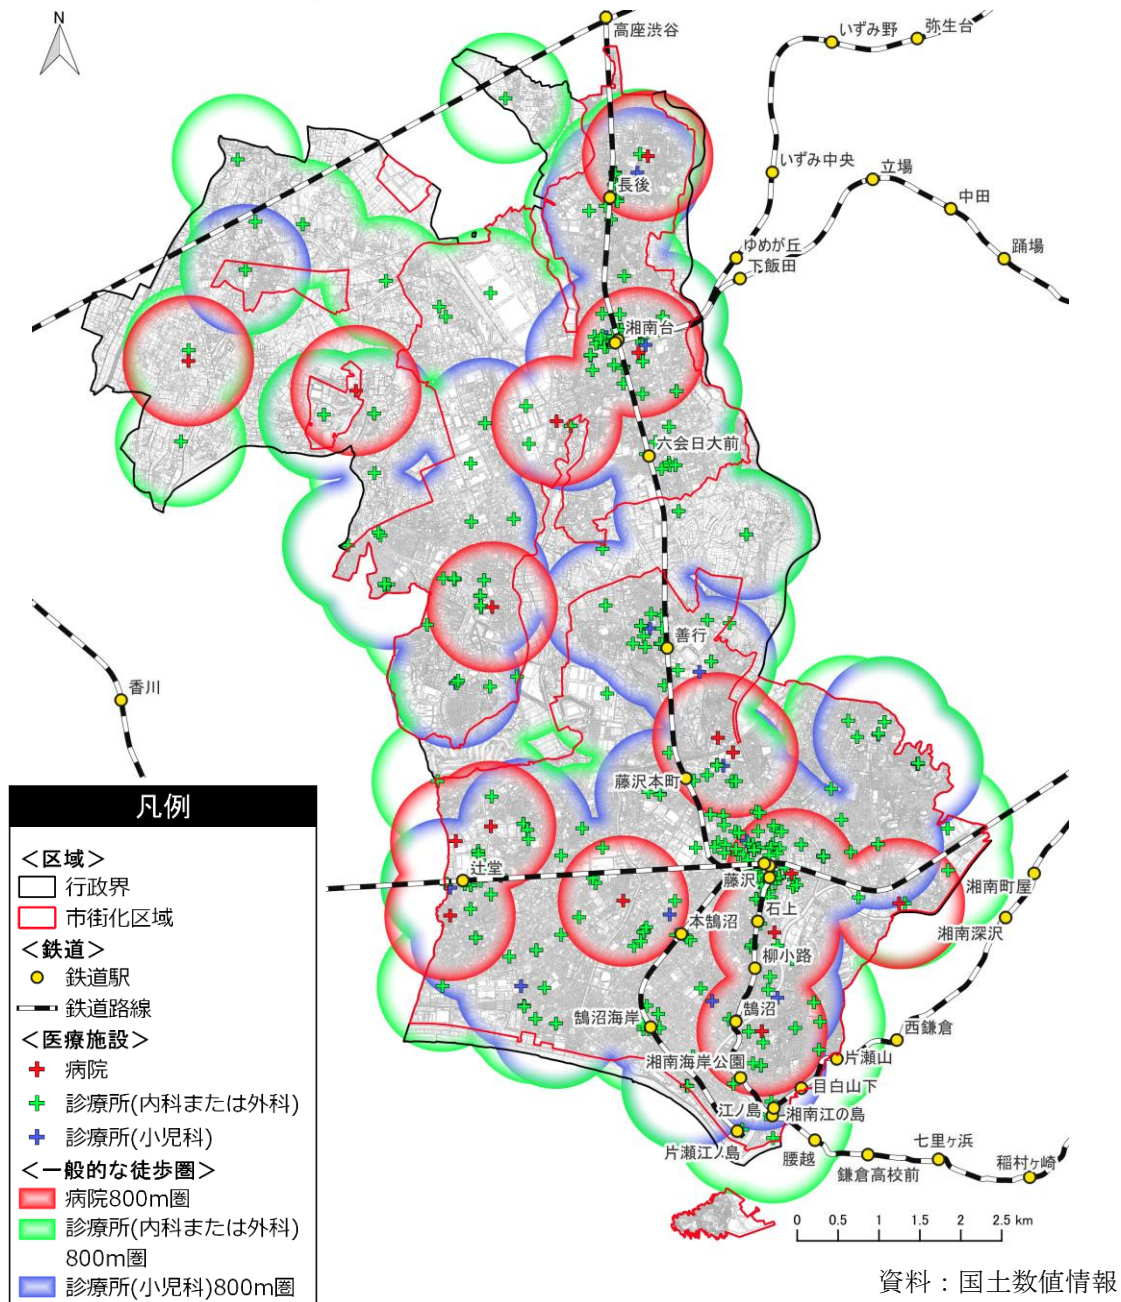 N
高座渋谷
いずみ野
弥生台
いずみ中央
立場
中田
踊場
長後
ゆめが丘
下飯田
湘南台
六会日大前
善行
香川
藤沢本町
辻堂
藤沢
石上
本鵠沼
柳小路
湘南町屋
湘南深沢
鵠沼
鵠沼海岸
西鎌倉
湘南海岸公園
片瀬山
目白山下
江ノ島
湘南江の島
片瀬江ノ島
腰越
七里ヶ浜
鎌倉高校前
稲村ヶ崎
凡例
<区域>
行政界
市街化区域
<鉄道>
鉄道駅
鉄道路線
<医療施設>
病院
診療所(内科または外科)
診療所(小児科)
<一般的な徒歩圏>
病院800m圏
診療所(内科または外科)
800m圏
診療所(小児科)800m圏
0 0.5 1 1.5 2 2.5 km
資料：国土数値情報